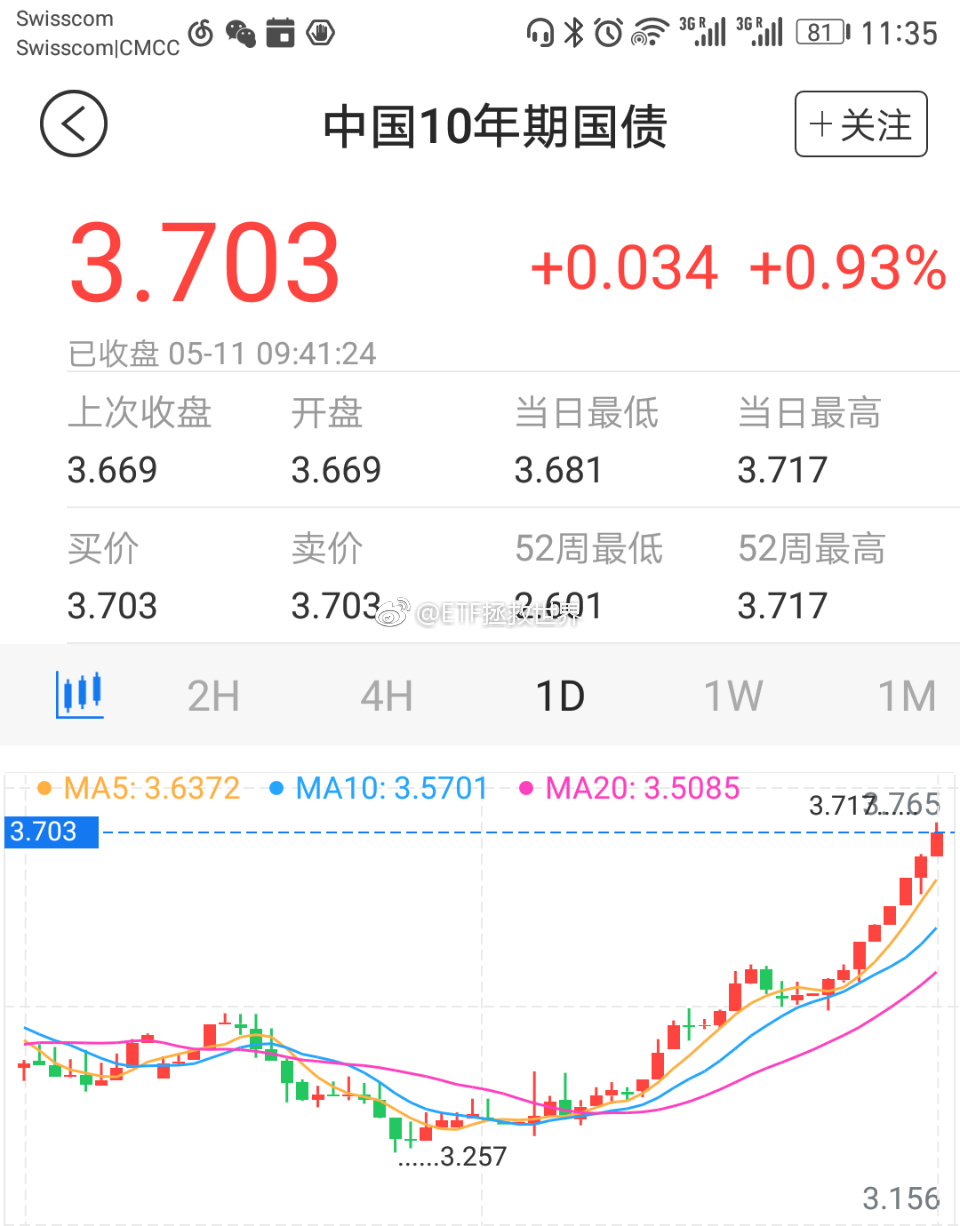 Swisscom
Swisscom|CMCC
3G R 3G R 81 11:35
中国10年期国债
+关注
3.703 +0.034 +0.93%
已收盘 05-11 09:41:24
上次收盘 开盘 当日最低 当日最高
3.669 3.669 3.681 3.717
买价 卖价 52周最低 52周最高
3.703 3.703 2.601 3.717
@ETF拯救世界
2H 4H 1D 1W 1M
MA5: 3.6372 MA10: 3.5701 MA20: 3.5085
3.717...... 3.765
3.703
......3.257
3.156